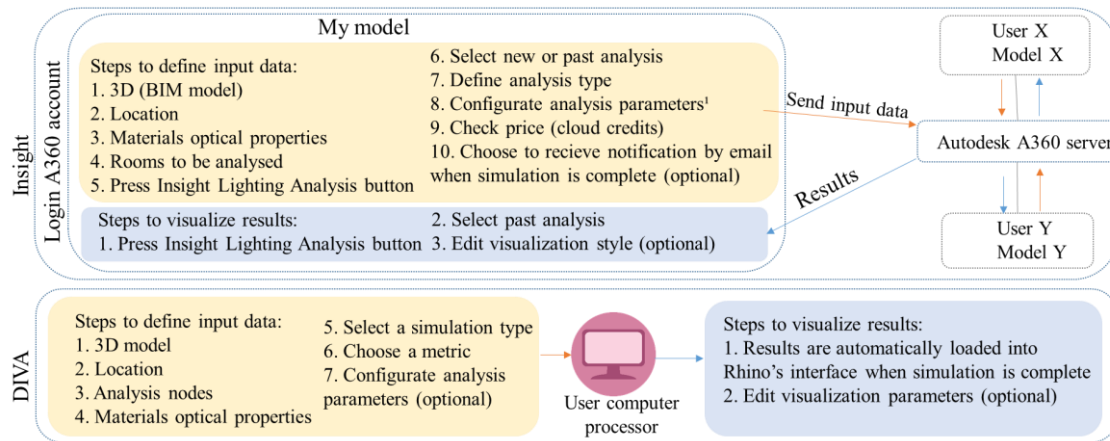 Insight
Login A360 account
My model
Steps to define input data:
1. 3D (BIM model)
2. Location
3. Materials optical properties
4. Rooms to be analysed
5. Press Insight Lighting Analysis button
6. Select new or past analysis
7. Define analysis type
8. Configurate analysis parameters¹
9. Check price (cloud credits)
10. Choose to recieve notification by email
when simulation is complete (optional)
Send input data
User X
Model X
Autodesk A360 server
User Y
Model Y
Results
Steps to visualize results:
1. Press Insight Lighting Analysis button
2. Select past analysis
3. Edit visualization style (optional)
DIVA
Steps to define input data:
1. 3D model
2. Location
3. Analysis nodes
4. Materials optical properties
5. Select a simulation type
6. Choose a metric
7. Configurate analysis
parameters (optional)
User computer
processor
Steps to visualize results:
1. Results are automatically loaded into
Rhino's interface when simulation is complete
2. Edit visualization parameters (optional)